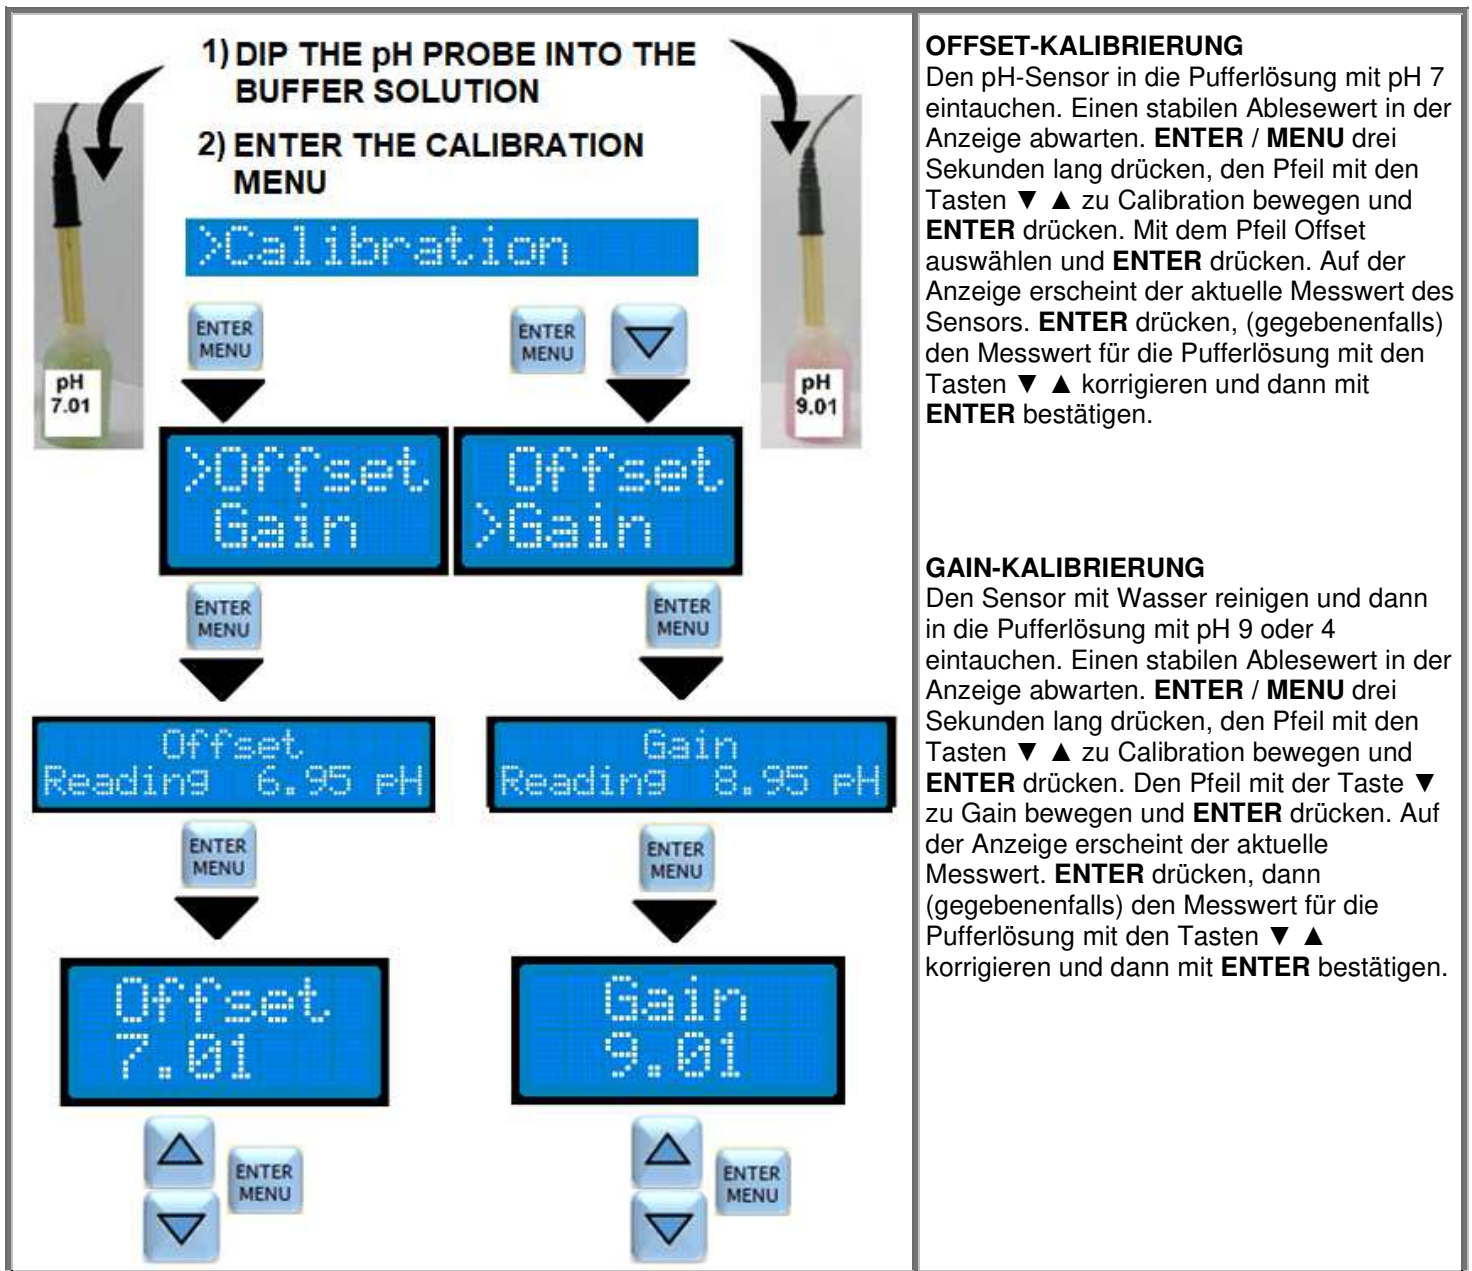 1) DIP THE pH PROBE INTO THE
BUFFER SOLUTION
2) ENTER THE CALIBRATION
MENU
>Calibration
ENTER
MENU
ENTER
MENU
pH
7.01
pH
9.01
>Offset
Gain
Offset
>Gain
ENTER
MENU
ENTER
MENU
Offset
Reading 6.95 pH
Gain
Reading 8.95 pH
ENTER
MENU
ENTER
MENU
Offset
7.01
Gain
9.01
ENTER
MENU
ENTER
MENU
OFFSET-KALIBRIERUNG
Den pH-Sensor in die Pufferlösung mit pH 7
eintauchen. Einen stabilen Ablesewert in der
Anzeige abwarten. ENTER / MENU drei
Sekunden lang drücken, den Pfeil mit den
Tasten ▼ ▲ zu Calibration bewegen und
ENTER drücken. Mit dem Pfeil Offset
auswählen und ENTER drücken. Auf der
Anzeige erscheint der aktuelle Messwert des
Sensors. ENTER drücken, (gegebenenfalls)
den Messwert für die Pufferlösung mit den
Tasten ▼ ▲ korrigieren und dann mit
ENTER bestätigen.
GAIN-KALIBRIERUNG
Den Sensor mit Wasser reinigen und dann
in die Pufferlösung mit pH 9 oder 4
eintauchen. Einen stabilen Ablesewert in der
Anzeige abwarten. ENTER / MENU drei
Sekunden lang drücken, den Pfeil mit den
Tasten ▼ ▲ zu Calibration bewegen und
ENTER drücken. Den Pfeil mit der Taste ▼
zu Gain bewegen und ENTER drücken. Auf
der Anzeige erscheint der aktuelle
Messwert. ENTER drücken, dann
(gegebenenfalls) den Messwert für die
Pufferlösung mit den Tasten ▼ ▲
korrigieren und dann mit ENTER bestätigen.